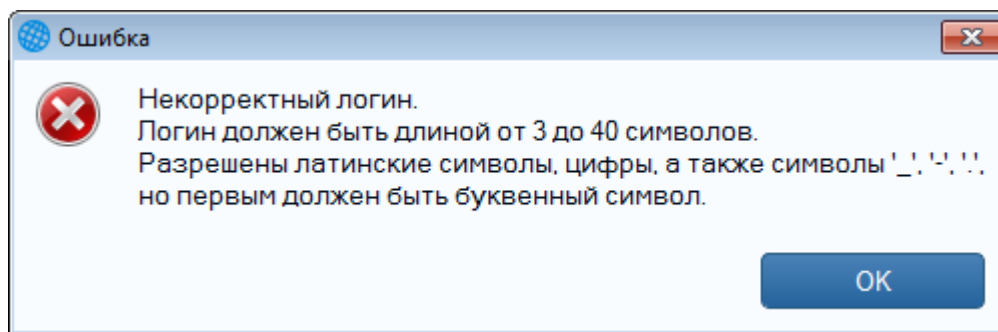 Ошибка
Некорректный логин.
Логин должен быть длиной от 3 до 40 символов.
Разрешены латинские символы, цифры, а также символы '_', '-', '.',
но первым должен быть буквенный символ.
OK